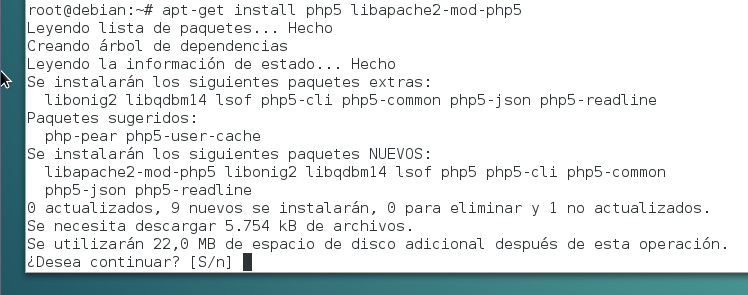 root@debian:~# apt-get install php5 libapache2-mod-php5
Leyendo lista de paquetes... Hecho
Creando árbol de dependencias
Leyendo la información de estado... Hecho
Se instalarán los siguientes paquetes extras:
  libonig2 libqdbm14 lsof php5-cli php5-common php5-json php5-readline
Paquetes sugeridos:
  php-pear php5-user-cache
Se instalarán los siguientes paquetes NUEVOS:
  libapache2-mod-php5 libonig2 libqdbm14 lsof php5 php5-cli php5-common
  php5-json php5-readline
0 actualizados, 9 nuevos se instalarán, 0 para eliminar y 1 no actualizados.
Se necesita descargar 5.754 kB de archivos.
Se utilizarán 22,0 MB de espacio de disco adicional después de esta operación.
¿Desea continuar? [S/n]